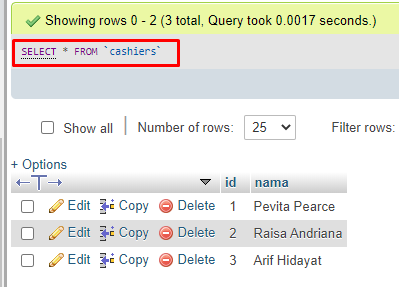 Showing rows 0 - 2 (3 total, Query took 0.0017 seconds.)
SELECT * FROM `cashiers`
Show all | Number of rows: 25 Filter rows:
+ Options
←T→ id nama
Edit Copy Delete 1 Pevita Pearce
Edit Copy Delete 2 Raisa Andriana
Edit Copy Delete 3 Arif Hidayat